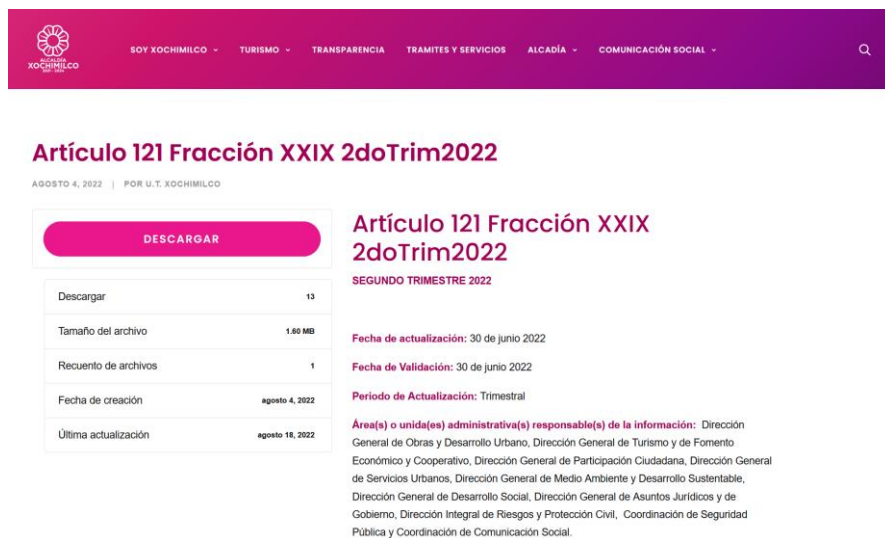 ALCALDÍA
XOCHIMILCO
SOY XOCHIMILCO
TURISMO
TRANSPARENCIA
TRAMITES Y SERVICIOS
ALCADÍA
COMUNICACIÓN SOCIAL
Artículo 121 Fracción XXIX 2doTrim2022
AGOSTO 4, 2022 | POR U.T. XOCHIMILCO
DESCARGAR
Descargar 13
Tamaño del archivo 1.60 MB
Recuento de archivos 1
Fecha de creación agosto 4, 2022
Última actualización agosto 18, 2022
Artículo 121 Fracción XXIX
2doTrim2022
SEGUNDO TRIMESTRE 2022
Fecha de actualización: 30 de junio 2022
Fecha de Validación: 30 de junio 2022
Periodo de Actualización: Trimestral
Área(s) o unida(es) administrativa(s) responsable(s) de la información: Dirección
General de Obras y Desarrollo Urbano, Dirección General de Turismo y de Fomento
Económico y Cooperativo, Dirección General de Participación Ciudadana, Dirección General
de Servicios Urbanos, Dirección General de Medio Ambiente y Desarrollo Sustentable,
Dirección General de Desarrollo Social, Dirección General de Asuntos Jurídicos y de
Gobierno, Dirección Integral de Riesgos y Protección Civil, Coordinación de Seguridad
Pública y Coordinación de Comunicación Social.